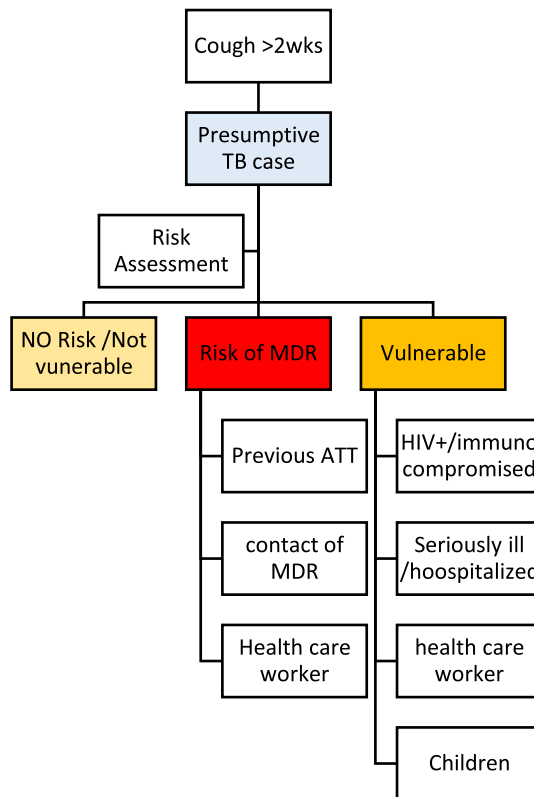 Cough >2wks
Presumptive
TB case
Risk
Assessment
NO Risk /Not
vunerable
Risk of MDR
Vulnerable
Previous ATT
HIV+/immunc
compromised
contact of
MDR
Seriously ill
/hoospitalized
Health care
worker
health care
worker
Children